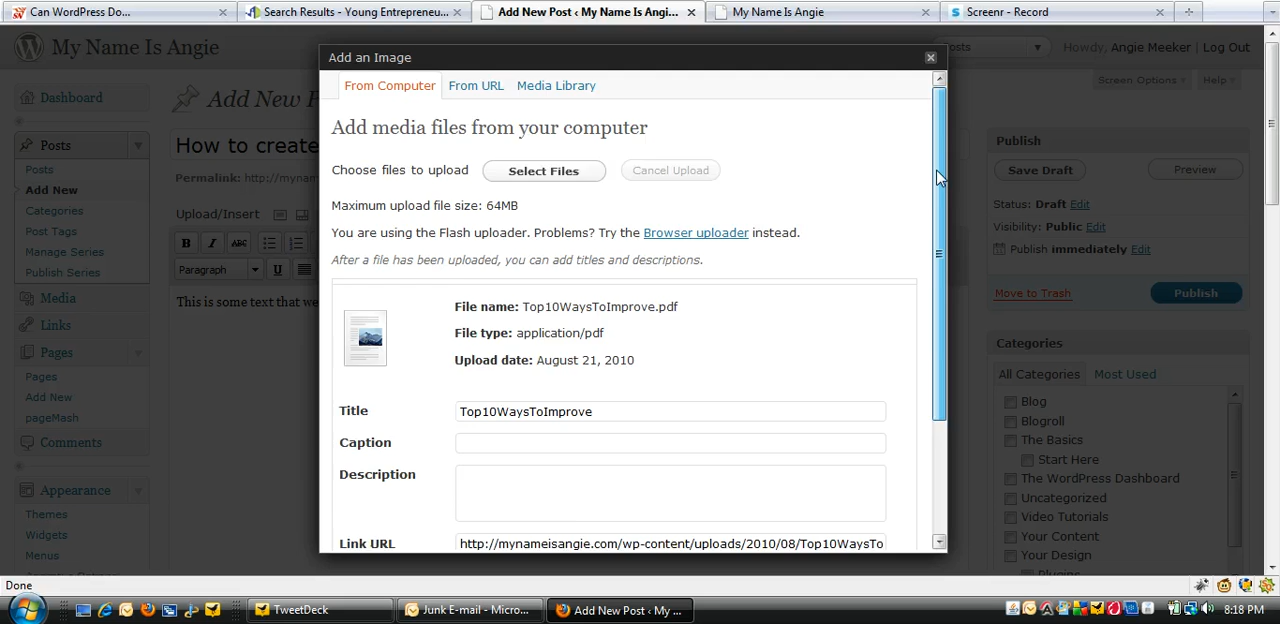 Can WordPress Do...
Search Results - Young Entrepreneu...
Add New Post ‹ My Name Is Angi...
My Name Is Angie
Screenr - Record
My Name Is Angie
Howdy, Angie Meeker | Log Out
Add an Image
From Computer
From URL
Media Library
Screen Options
Help
Dashboard
Add New P
Posts
Posts
Add New
Categories
Post Tags
Manage Series
Publish Series
Media
Links
Pages
Pages
Add New
pageMash
Comments
Appearance
Themes
Widgets
Menus
How to create
Permalink: http://mynam
Upload/Insert
B I ABC
Paragraph
U
This is some text that we
Add media files from your computer
Choose files to upload
Select Files
Cancel Upload
Maximum upload file size: 64MB
You are using the Flash uploader. Problems? Try the Browser uploader instead.
After a file has been uploaded, you can add titles and descriptions.
File name: Top10WaysToImprove.pdf
File type: application/pdf
Upload date: August 21, 2010
Title
Top10WaysToImprove
Caption
Description
Link URL
http://mynameisangie.com/wp-content/uploads/2010/08/Top10WaysTo
Publish
Save Draft
Preview
Status: Draft Edit
Visibility: Public Edit
Publish immediately Edit
Move to Trash
Publish
Categories
All Categories
Most Used
Blog
Blogroll
The Basics
Start Here
The WordPress Dashboard
Uncategorized
Video Tutorials
Your Content
Your Design
Done
TweetDeck
Junk E-mail - Micro...
Add New Post ‹ My ...
8:18 PM